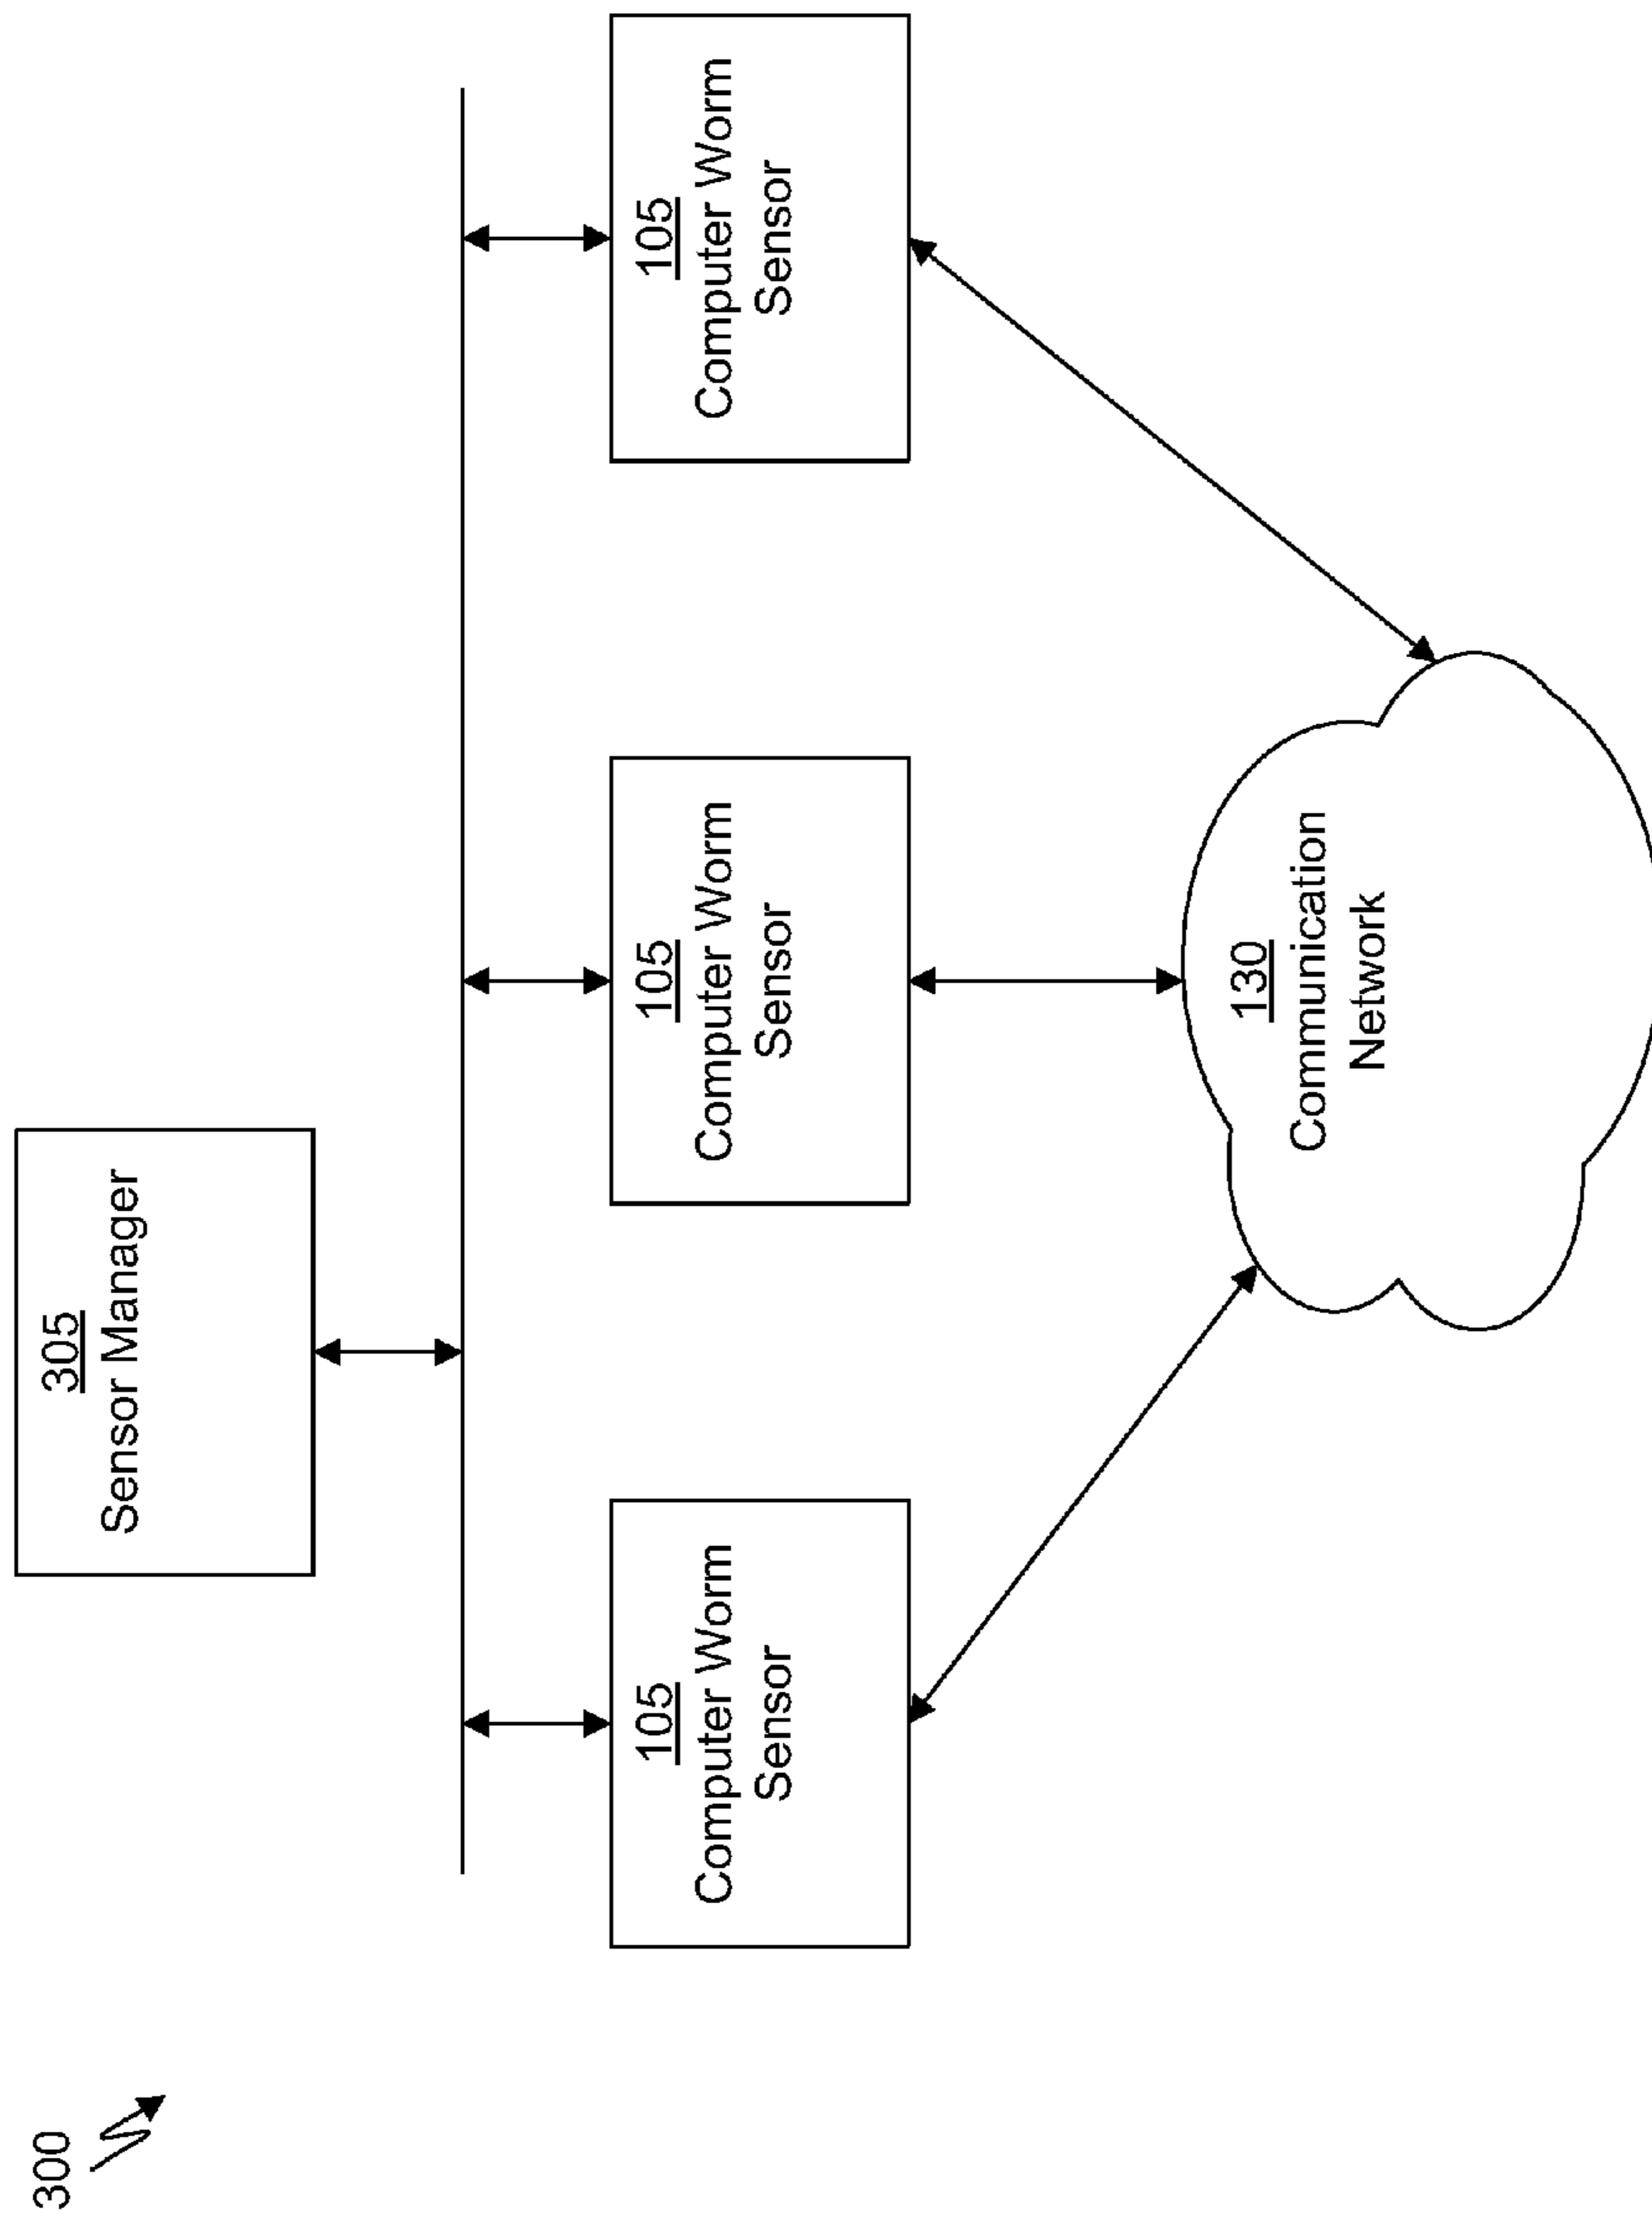 300
305
Sensor Manager
105
Computer Worm
Sensor
105
Computer Worm
Sensor
105
Computer Worm
Sensor
130
Communication
Network